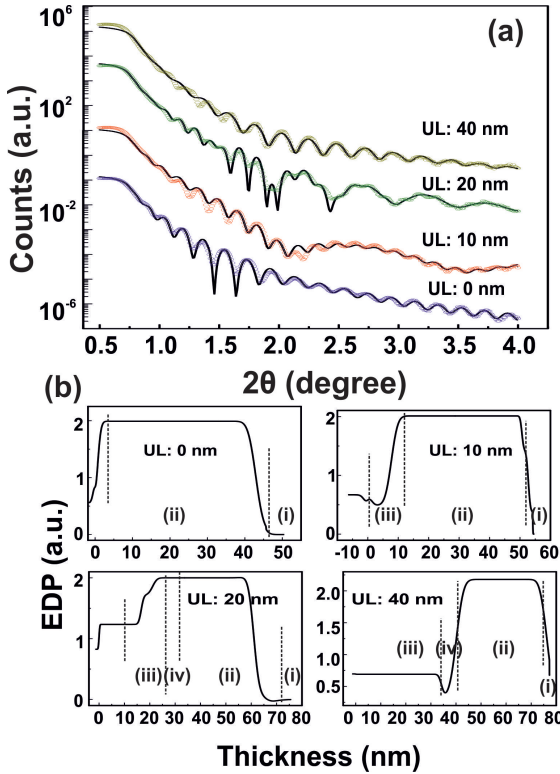 (a)
Counts (a.u.)
10^6
10^2
10^-2
10^-6
UL: 40 nm
UL: 20 nm
UL: 10 nm
UL: 0 nm
0.5 1.0 1.5 2.0 2.5 3.0 3.5 4.0
2θ (degree)
(b)
EDP (a.u.)
2
1
0
UL: 0 nm
(ii)
(i)
0 10 20 30 40 50
2
1
0
UL: 10 nm
(iii)
(ii)
(i)
-10 0 10 20 30 40 50 60
2
1
0
UL: 20 nm
(iii)
(iv)
(ii)
(i)
0 10 20 30 40 50 60 70 80
2.0
1.5
1.0
0.5
UL: 40 nm
(iii)
(iv)
(ii)
(i)
0 10 20 30 40 50 60 70 80
Thickness (nm)